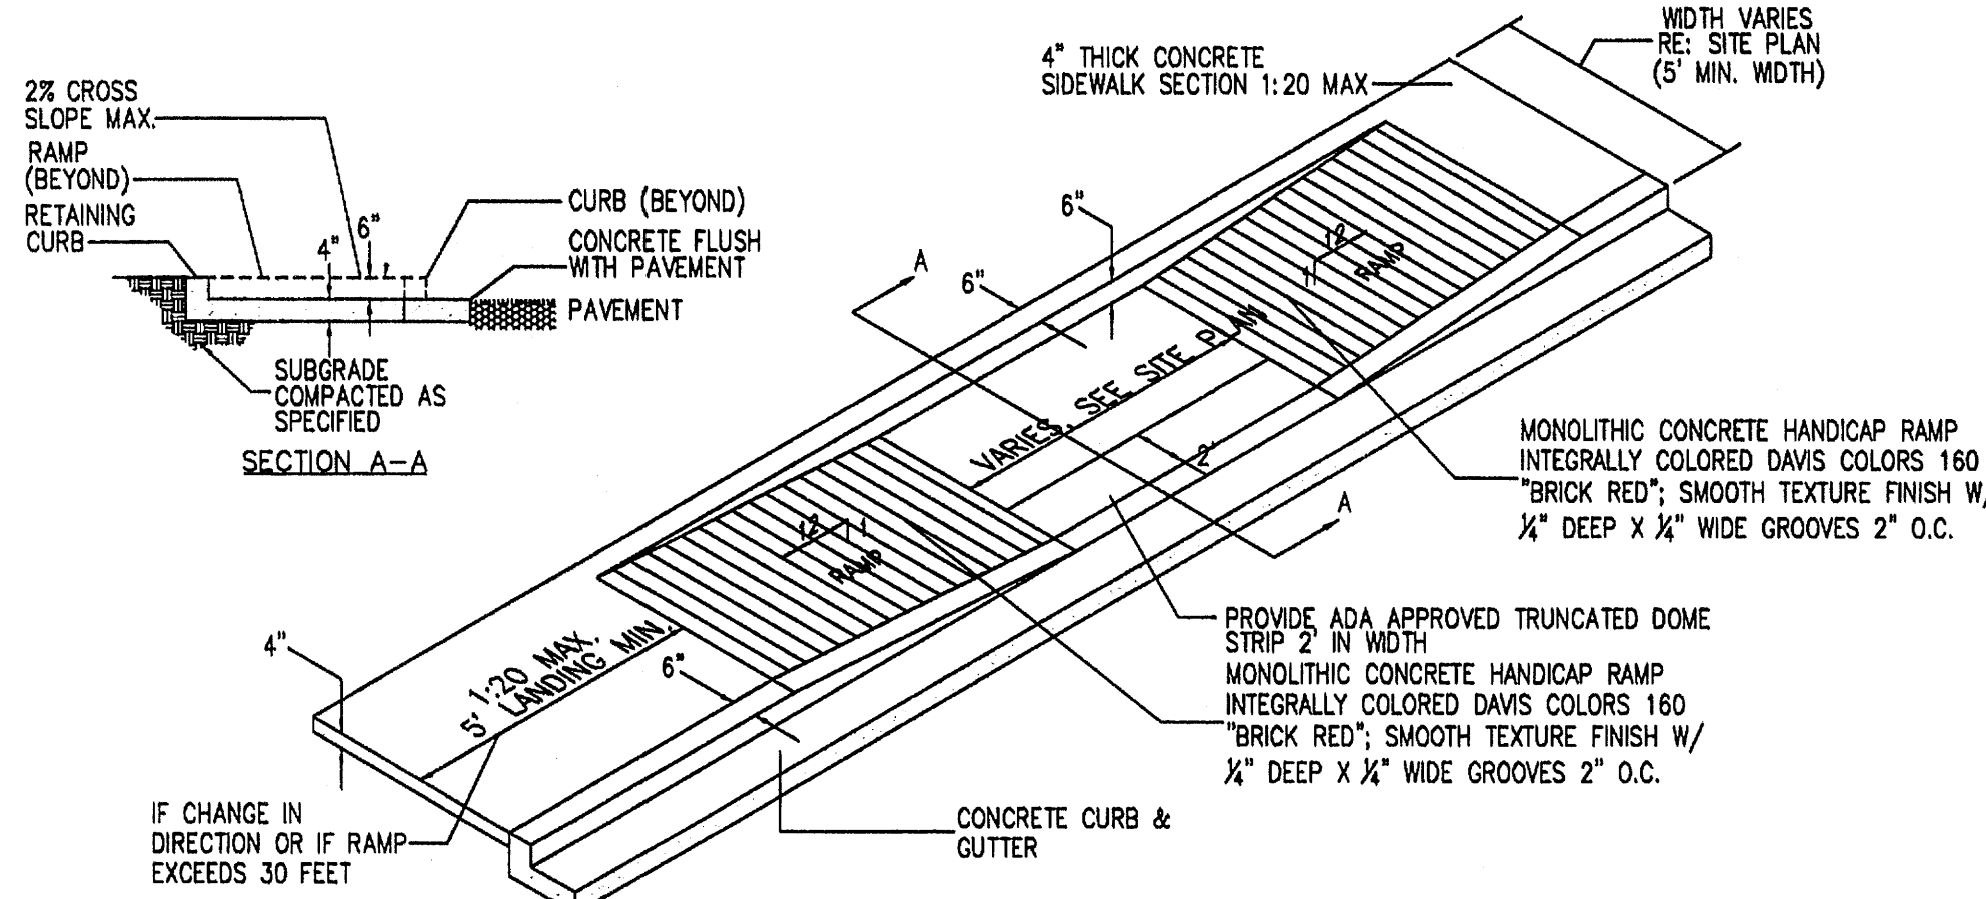 WIDTH VARIES
RE: SITE PLAN
(5' MIN. WIDTH)
4" THICK CONCRETE
SIDEWALK SECTION 1:20 MAX
2% CROSS
SLOPE MAX.
RAMP
(BEYOND)
RETAINING
CURB
4"
6"
CURB (BEYOND)
CONCRETE FLUSH
WITH PAVEMENT
PAVEMENT
SUBGRADE
COMPACTED AS
SPECIFIED
SECTION A-A
A
6"
6"
12
1
RAMP
VARIES, SEE SITE PLAN
2'
A
12
1
RAMP
MONOLITHIC CONCRETE HANDICAP RAMP
INTEGRALLY COLORED DAVIS COLORS 160
"BRICK RED"; SMOOTH TEXTURE FINISH W/
¼" DEEP X ¼" WIDE GROOVES 2" O.C.
PROVIDE ADA APPROVED TRUNCATED DOME
STRIP 2' IN WIDTH
MONOLITHIC CONCRETE HANDICAP RAMP
INTEGRALLY COLORED DAVIS COLORS 160
"BRICK RED"; SMOOTH TEXTURE FINISH W/
¼" DEEP X ¼" WIDE GROOVES 2" O.C.
4"
1:20 MAX.
5' LANDING MIN.
6"
IF CHANGE IN
DIRECTION OR IF RAMP
EXCEEDS 30 FEET
CONCRETE CURB &
GUTTER